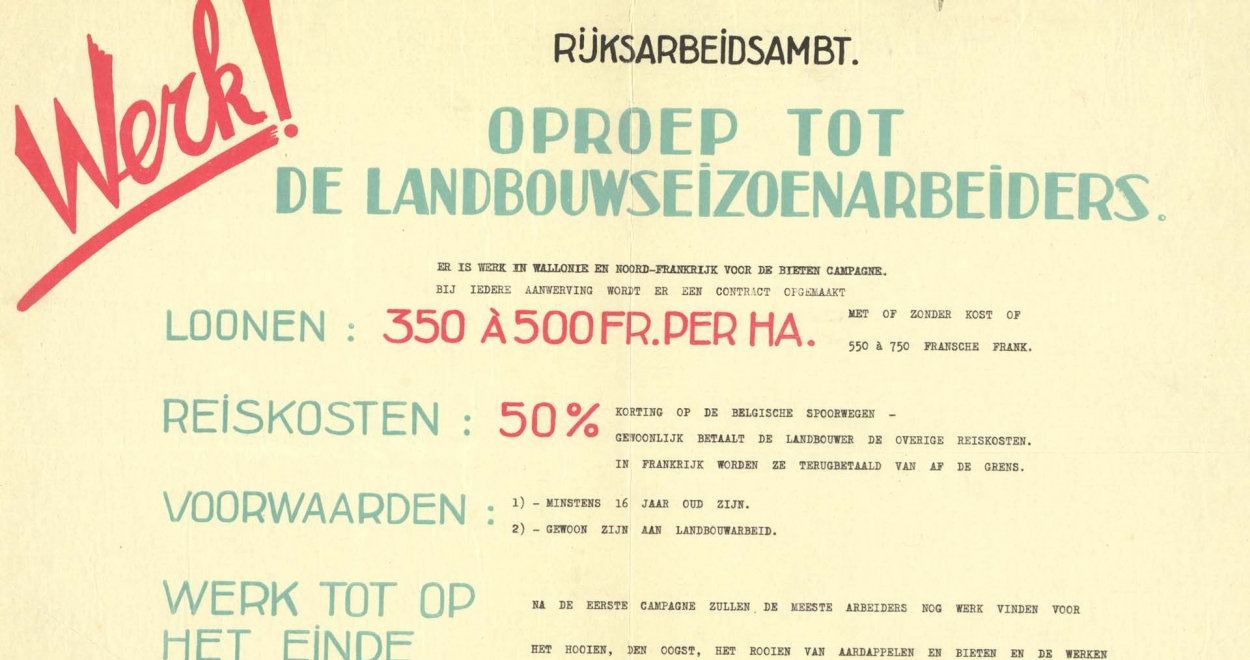 Werk!
RIJKSARBEIDSAMBT.
OPROEP TOT
DE LANDBOUWSEIZOENARBEIDERS.
ER IS WERK IN WALLONIE EN NOORD-FRANKRIJK VOOR DE BIETEN CAMPAGNE.
BIJ IEDERE AANWERVING WORDT ER EEN CONTRACT OPGEMAAKT
LOONEN : 350 À 500 FR. PER HA. MET OF ZONDER KOST OF
550 à 750 FRANSCHE FRANK.
REISKOSTEN : 50% KORTING OP DE BELGISCHE SPOORWEGEN -
GEWOONLIJK BETAALT DE LANDBOUWER DE OVERIGE REISKOSTEN.
IN FRANKRIJK WORDEN ZE TERUGBETAALD VAN AF DE GRENS.
VOORWAARDEN : 1) - MINSTENS 16 JAAR OUD ZIJN.
2) - GEWOON ZIJN AAN LANDBOUWARBEID.
WERK TOT OP
HET EINDE
NA DE EERSTE CAMPAGNE ZULLEN DE MEESTE ARBEIDERS NOG WERK VINDEN VOOR
HET HOOIEN, DEN OOGST, HET ROOIEN VAN AARDAPPELEN EN BIETEN EN DE WERKEN